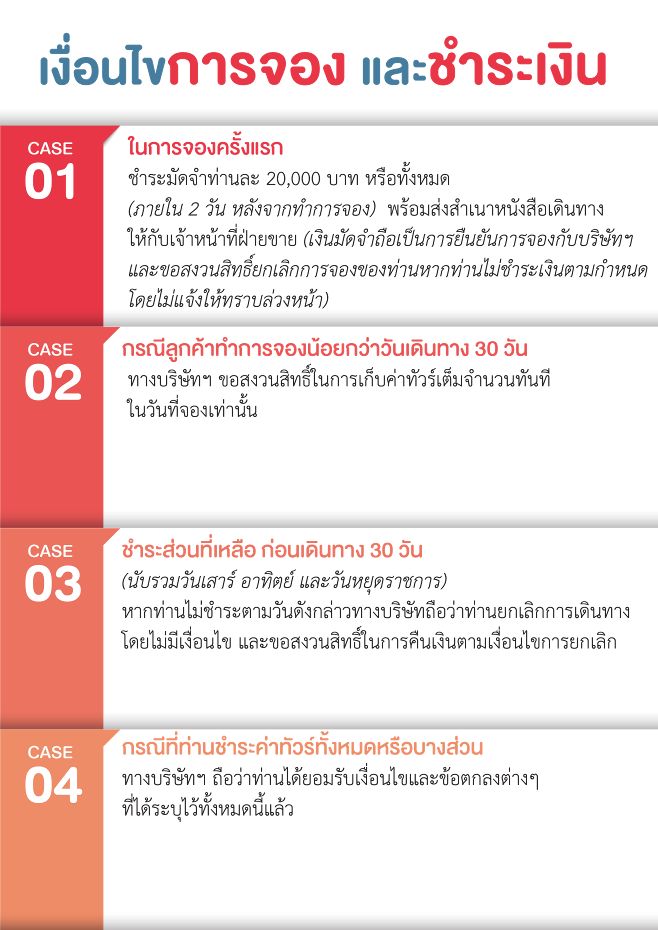 เงื่อนไขการจอง และชำระเงิน
CASE
01
ในการจองครั้งแรก
ชำระมัดจำท่านละ 20,000 บาท หรือทั้งหมด
(ภายใน 2 วัน หลังจากทำการจอง) พร้อมส่งสำเนาหนังสือเดินทาง
ให้กับเจ้าหน้าที่ฝ่ายขาย (เงินมัดจำถือเป็นการยืนยันการจองกับบริษัทฯ
และขอสงวนสิทธิ์ยกเลิกการจองของท่านหากท่านไม่ชำระเงินตามกำหนด
โดยไม่แจ้งให้ทราบล่วงหน้า)
CASE
02
กรณีลูกค้าทำการจองน้อยกว่าวันเดินทาง 30 วัน
ทางบริษัทฯ ขอสงวนสิทธิ์ในการเก็บค่าทัวร์เต็มจำนวนทันที
ในวันที่จองเท่านั้น
CASE
03
ชำระส่วนที่เหลือ ก่อนเดินทาง 30 วัน
(นับรวมวันเสาร์ อาทิตย์ และวันหยุดราชการ)
หากท่านไม่ชำระตามวันดังกล่าวทางบริษัทถือว่าท่านยกเลิกการเดินทาง
โดยไม่มีเงื่อนไข และขอสงวนสิทธิ์ในการคืนเงินตามเงื่อนไขการยกเลิก
CASE
04
กรณีที่ท่านชำระค่าทัวร์ทั้งหมดหรือบางส่วน
ทางบริษัทฯ ถือว่าท่านได้ยอมรับเงื่อนไขและข้อตกลงต่างๆ
ที่ได้ระบุไว้ทั้งหมดนี้แล้ว